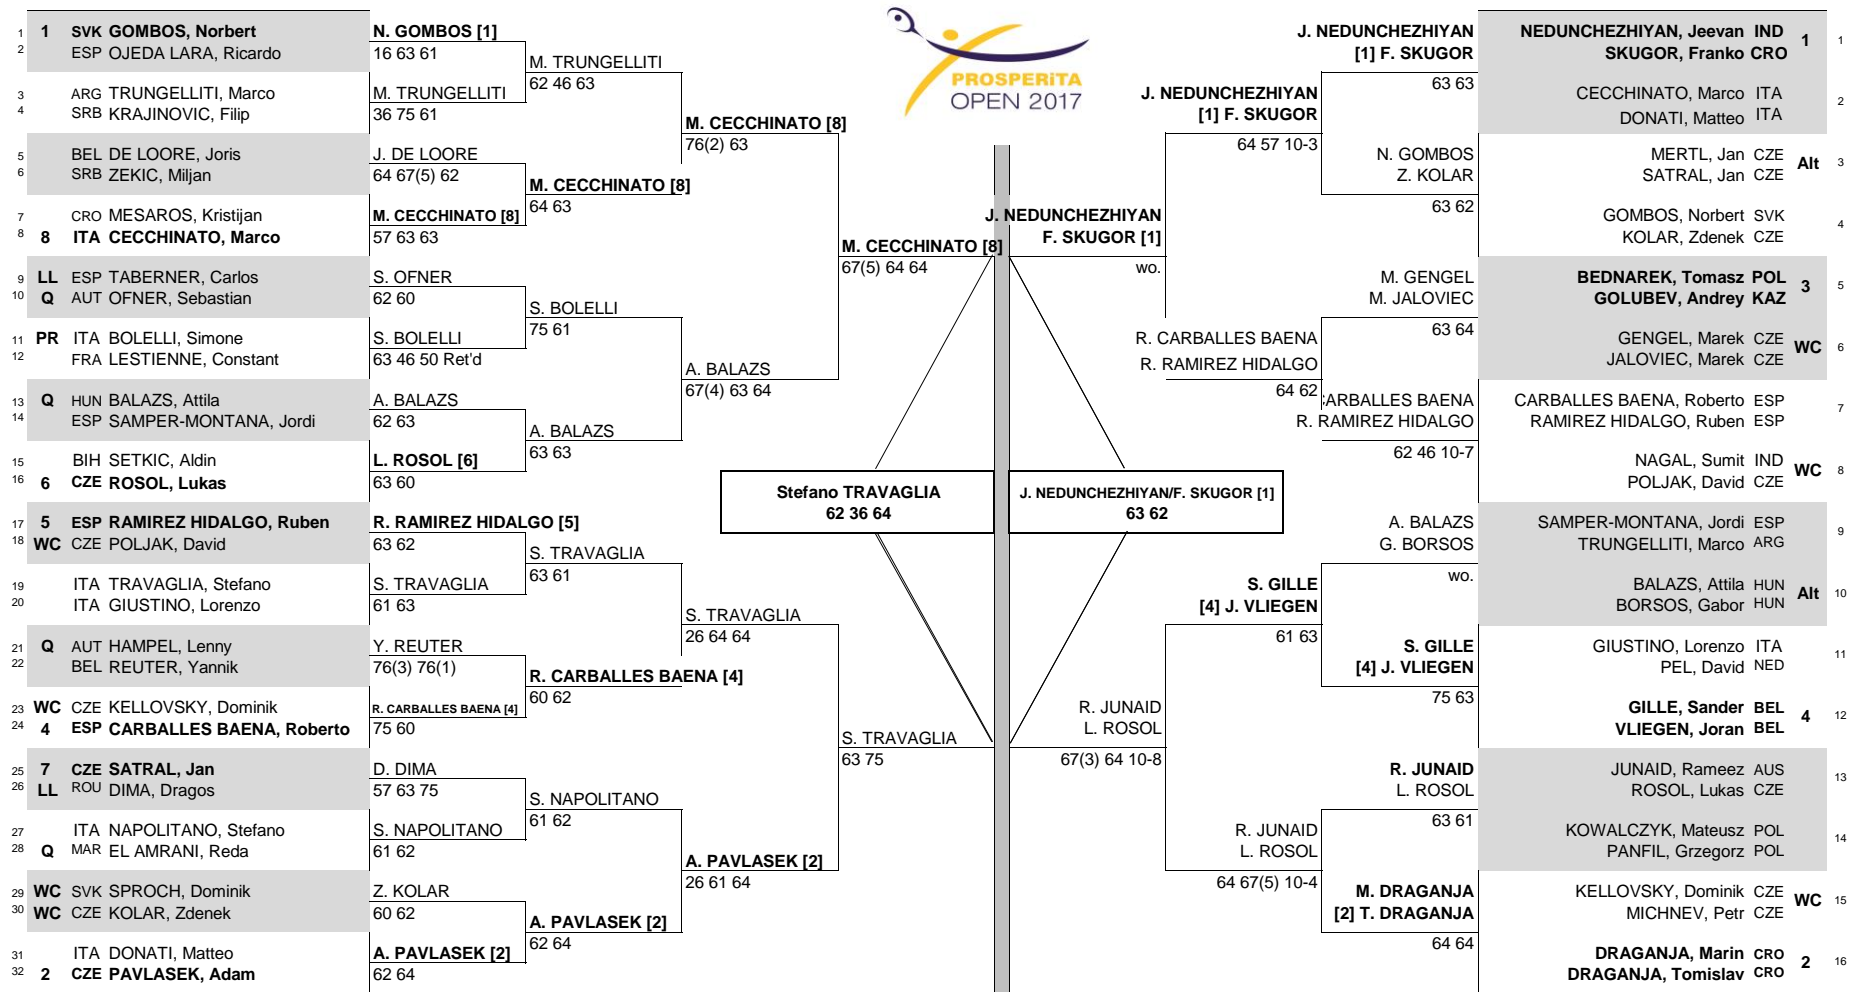 PROSPERiTA
OPEN 2017
1 1 SVK GOMBOS, Norbert
2 ESP OJEDA LARA, Ricardo
3 ARG TRUNGELLITI, Marco
4 SRB KRAJINOVIC, Filip
5 BEL DE LOORE, Joris
6 SRB ZEKIC, Miljan
7 CRO MESAROS, Kristijan
8 8 ITA CECCHINATO, Marco
9 LL ESP TABERNER, Carlos
10 Q AUT OFNER, Sebastian
11 PR ITA BOLELLI, Simone
12 FRA LESTIENNE, Constant
13 Q HUN BALAZS, Attila
14 ESP SAMPER-MONTANA, Jordi
15 BIH SETKIC, Aldin
16 6 CZE ROSOL, Lukas
17 5 ESP RAMIREZ HIDALGO, Ruben
18 WC CZE POLJAK, David
19 ITA TRAVAGLIA, Stefano
20 ITA GIUSTINO, Lorenzo
21 Q AUT HAMPEL, Lenny
22 BEL REUTER, Yannik
23 WC CZE KELLOVSKY, Dominik
24 4 ESP CARBALLES BAENA, Roberto
25 7 CZE SATRAL, Jan
26 LL ROU DIMA, Dragos
27 ITA NAPOLITANO, Stefano
28 Q MAR EL AMRANI, Reda
29 WC SVK SPROCH, Dominik
30 WC CZE KOLAR, Zdenek
31 ITA DONATI, Matteo
32 2 CZE PAVLASEK, Adam
N. GOMBOS [1]
16 63 61
M. TRUNGELLITI
36 75 61
J. DE LOORE
64 67(5) 62
M. CECCHINATO [8]
57 63 63
S. OFNER
62 60
S. BOLELLI
63 46 50 Ret'd
A. BALAZS
62 63
L. ROSOL [6]
63 60
R. RAMIREZ HIDALGO [5]
63 62
S. TRAVAGLIA
61 63
Y. REUTER
76(3) 76(1)
R. CARBALLES BAENA [4]
75 60
D. DIMA
57 63 75
S. NAPOLITANO
61 62
Z. KOLAR
60 62
A. PAVLASEK [2]
62 64
M. TRUNGELLITI
62 46 63
M. CECCHINATO [8]
64 63
S. BOLELLI
75 61
A. BALAZS
63 63
S. TRAVAGLIA
63 61
R. CARBALLES BAENA [4]
60 62
S. NAPOLITANO
61 62
A. PAVLASEK [2]
62 64
M. CECCHINATO [8]
76(2) 63
A. BALAZS
67(4) 63 64
S. TRAVAGLIA
26 64 64
A. PAVLASEK [2]
26 61 64
M. CECCHINATO [8]
67(5) 64 64
S. TRAVAGLIA
63 75
Stefano TRAVAGLIA
62 36 64
J. NEDUNCHEZHIYAN/F. SKUGOR [1]
63 62
J. NEDUNCHEZHIYAN
F. SKUGOR [1]
wo.
R. JUNAID
L. ROSOL
67(3) 64 10-8
J. NEDUNCHEZHIYAN
[1] F. SKUGOR
64 57 10-3
R. CARBALLES BAENA
R. RAMIREZ HIDALGO
64 62
S. GILLE
[4] J. VLIEGEN
61 63
R. JUNAID
L. ROSOL
64 67(5) 10-4
J. NEDUNCHEZHIYAN
[1] F. SKUGOR
63 63
N. GOMBOS
Z. KOLAR
63 62
M. GENGEL
M. JALOVIEC
63 64
CARBALLES BAENA
R. RAMIREZ HIDALGO
62 46 10-7
A. BALAZS
G. BORSOS
wo.
S. GILLE
[4] J. VLIEGEN
75 63
R. JUNAID
L. ROSOL
63 61
M. DRAGANJA
[2] T. DRAGANJA
64 64
NEDUNCHEZHIYAN, Jeevan IND 1 1
SKUGOR, Franko CRO
CECCHINATO, Marco ITA 2
DONATI, Matteo ITA
MERTL, Jan CZE Alt 3
SATRAL, Jan CZE
GOMBOS, Norbert SVK 4
KOLAR, Zdenek CZE
BEDNAREK, Tomasz POL 3 5
GOLUBEV, Andrey KAZ
GENGEL, Marek CZE WC 6
JALOVIEC, Marek CZE
CARBALLES BAENA, Roberto ESP 7
RAMIREZ HIDALGO, Ruben ESP
NAGAL, Sumit IND WC 8
POLJAK, David CZE
SAMPER-MONTANA, Jordi ESP 9
TRUNGELLITI, Marco ARG
BALAZS, Attila HUN Alt 10
BORSOS, Gabor HUN
GIUSTINO, Lorenzo ITA 11
PEL, David NED
GILLE, Sander BEL 4 12
VLIEGEN, Joran BEL
JUNAID, Rameez AUS 13
ROSOL, Lukas CZE
KOWALCZYK, Mateusz POL 14
PANFIL, Grzegorz POL
KELLOVSKY, Dominik CZE WC 15
MICHNEV, Petr CZE
DRAGANJA, Marin CRO 2 16
DRAGANJA, Tomislav CRO